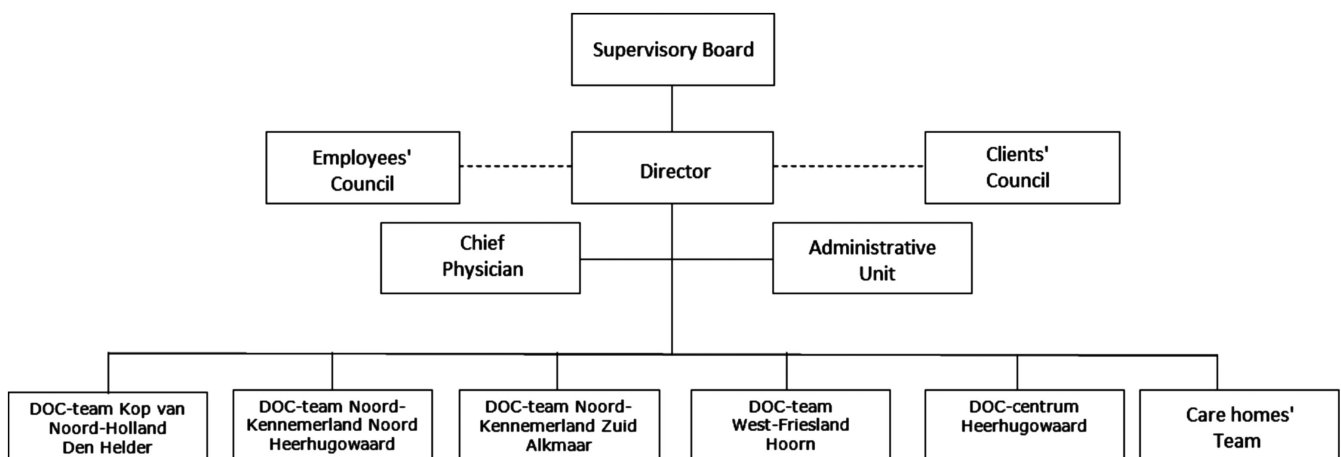 Supervisory Board
Employees'
Council
Director
Clients'
Council
Chief
Physician
Administrative
Unit
DOC-team Kop van
Noord-Holland
Den Helder
DOC-team Noord-
Kennemerland Noord
Heerhugowaard
DOC-team Noord-
Kennemerland Zuid
Alkmaar
DOC-team
West-Friesland
Hoorn
DOC-centrum
Heerhugowaard
Care homes'
Team